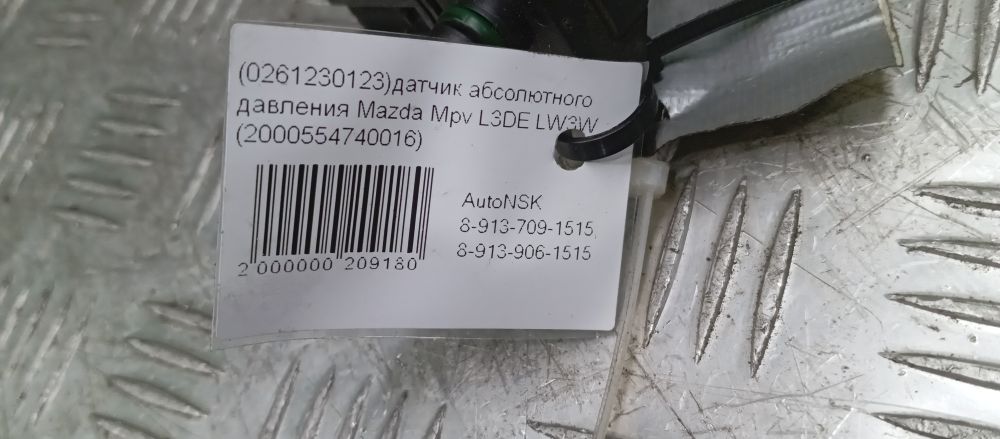 (0261230123)датчик абсолютного
давления Mazda Mpv L3DE LW3W
(2000554740016)
2 000000 209180
AutoNSK
8-913-709-1515,
8-913-906-1515